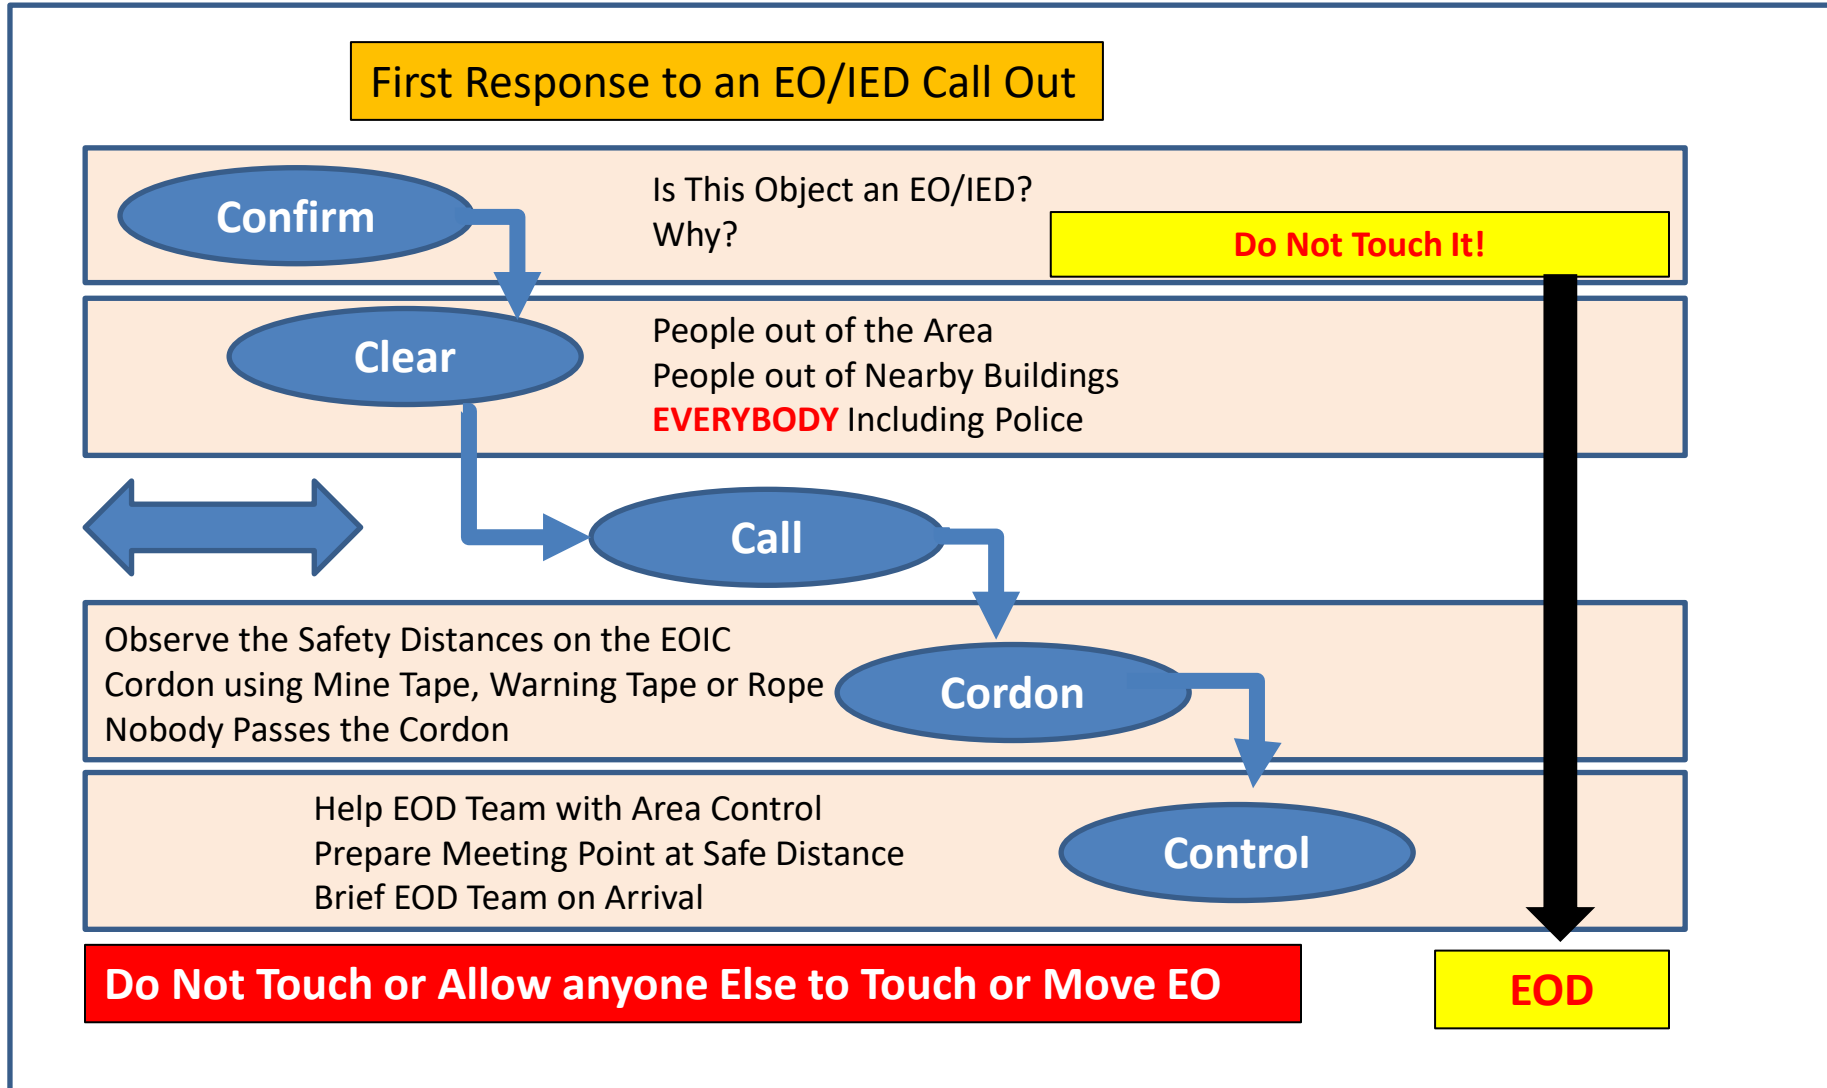 First Response to an EO/IED Call Out
Confirm
Is This Object an EO/IED?
Why?
Do Not Touch It!
Clear
People out of the Area
People out of Nearby Buildings
EVERYBODY Including Police
Call
Observe the Safety Distances on the EOIC
Cordon using Mine Tape, Warning Tape or Rope
Nobody Passes the Cordon
Cordon
Help EOD Team with Area Control
Prepare Meeting Point at Safe Distance
Brief EOD Team on Arrival
Control
Do Not Touch or Allow anyone Else to Touch or Move EO
EOD